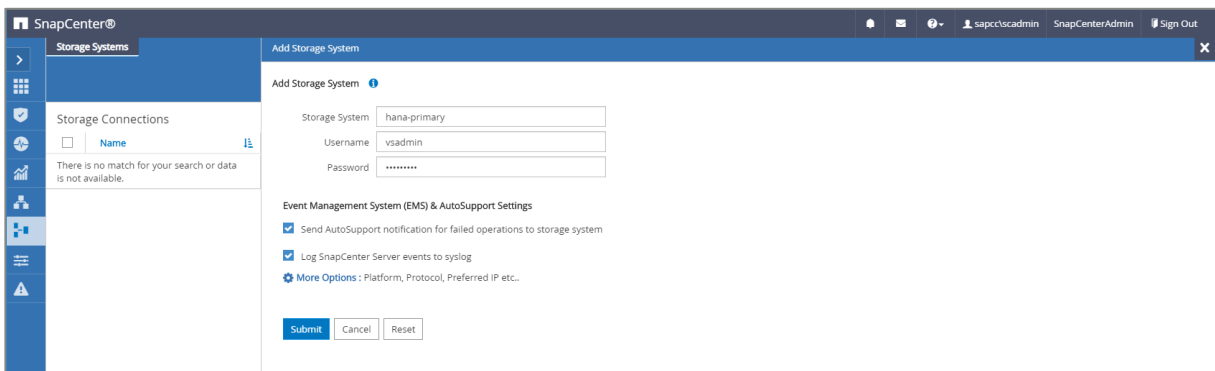 SnapCenter®
sapcc\scadmin SnapCenterAdmin Sign Out
Storage Systems
Add Storage System
Add Storage System
Storage System hana-primary
Username vsadmin
Password •••••••••
Storage Connections
Name
There is no match for your search or data
is not available.
Event Management System (EMS) & AutoSupport Settings
Send AutoSupport notification for failed operations to storage system
Log SnapCenter Server events to syslog
More Options : Platform, Protocol, Preferred IP etc..
Submit Cancel Reset